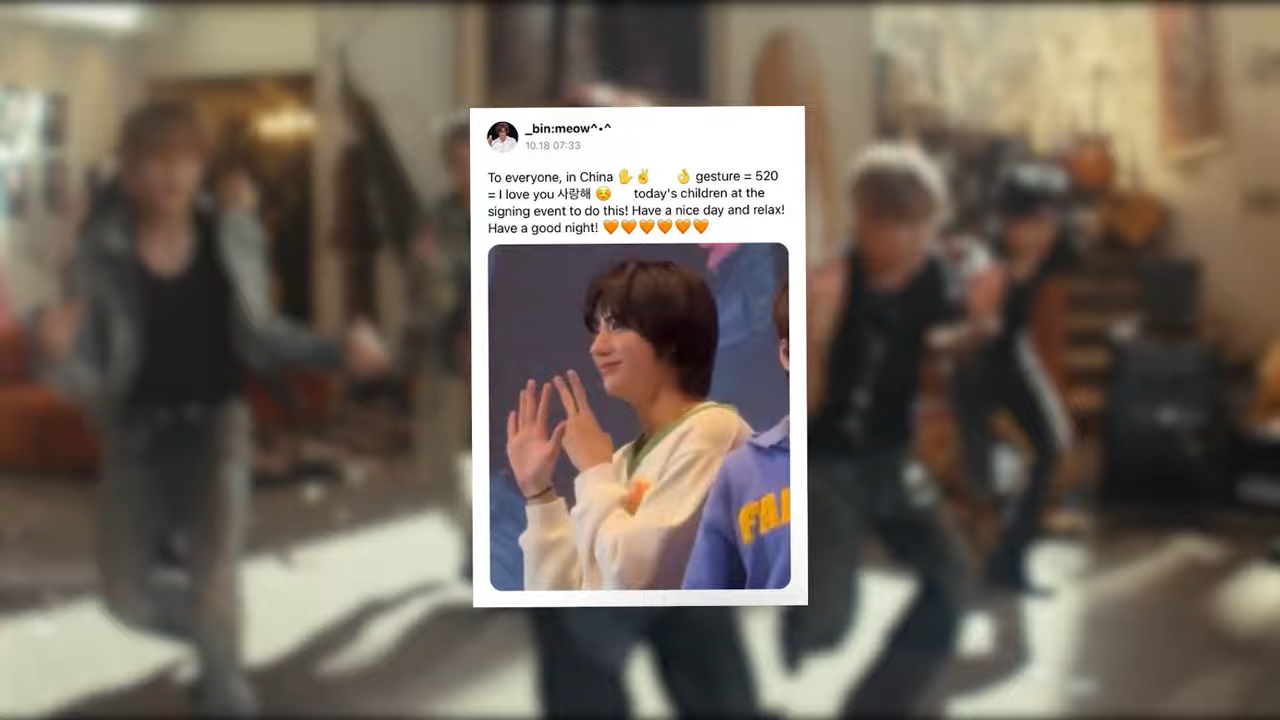 _bin:meow^•^
10.18 07:33
To everyone, in China ✋✌️ 👌 gesture = 520
= I love you 사랑해 ☺️ today's children at the
signing event to do this! Have a nice day and relax!
Have a good night! 🧡🧡🧡🧡🧡🧡